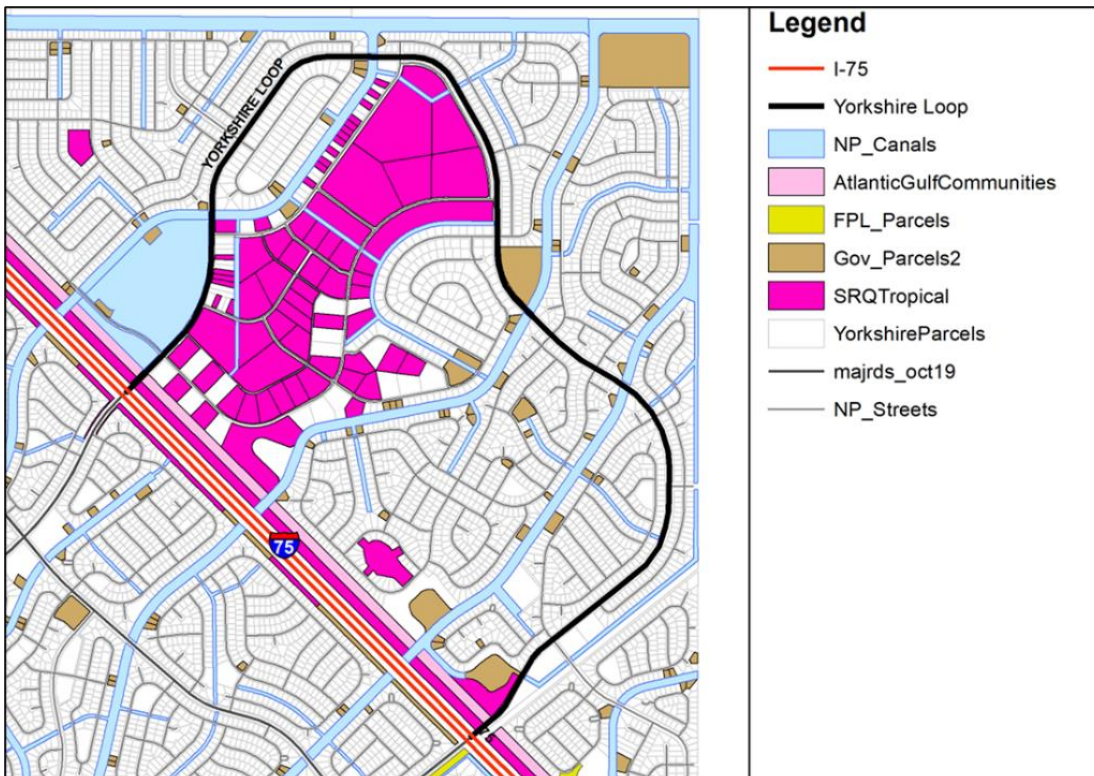 YORKSHIRE LOOP
75
Legend
I-75
Yorkshire Loop
NP_Canals
AtlanticGulfCommunities
FPL_Parcels
Gov_Parcels2
SRQTropical
YorkshireParcels
majrds_oct19
NP_Streets